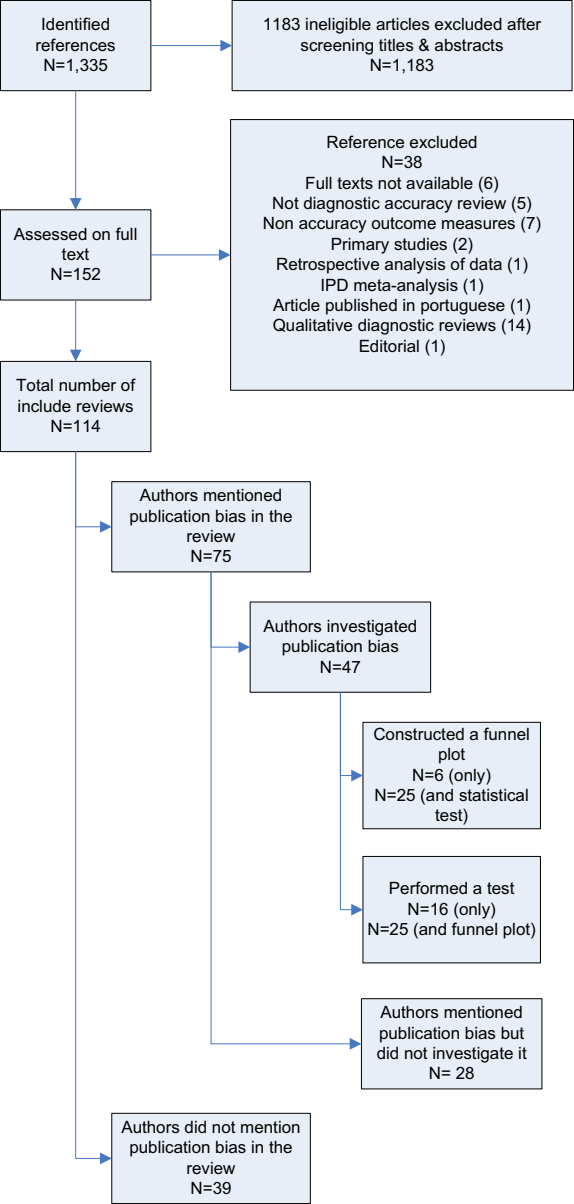 Identified
references
N=1,335
1183 ineligible articles excluded after
screening titles & abstracts
N=1,183
Reference excluded
N=38
Full texts not available (6)
Not diagnostic accuracy review (5)
Non accuracy outcome measures (7)
Primary studies (2)
Retrospective analysis of data (1)
IPD meta-analysis (1)
Article published in portuguese (1)
Qualitative diagnostic reviews (14)
Editorial (1)
Assessed on full
text
N=152
Total number of
include reviews
N=114
Authors mentioned
publication bias in the
review
N=75
Authors investigated
publication bias
N=47
Constructed a funnel
plot
N=6 (only)
N=25 (and statistical
test)
Performed a test
N=16 (only)
N=25 (and funnel plot)
Authors mentioned
publication bias but
did not investigate it
N= 28
Authors did not mention
publication bias in the
review
N=39